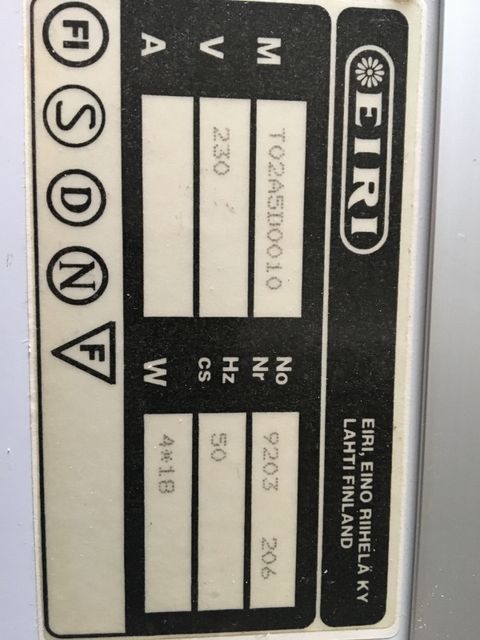 EIRI
EIRI, EINO RIIHELÄ KY
LAHTI FINLAND
M T02A5D0010 No Nr 9203 206
V 230 Hz cs 50
A W 4*18
FI S D N F